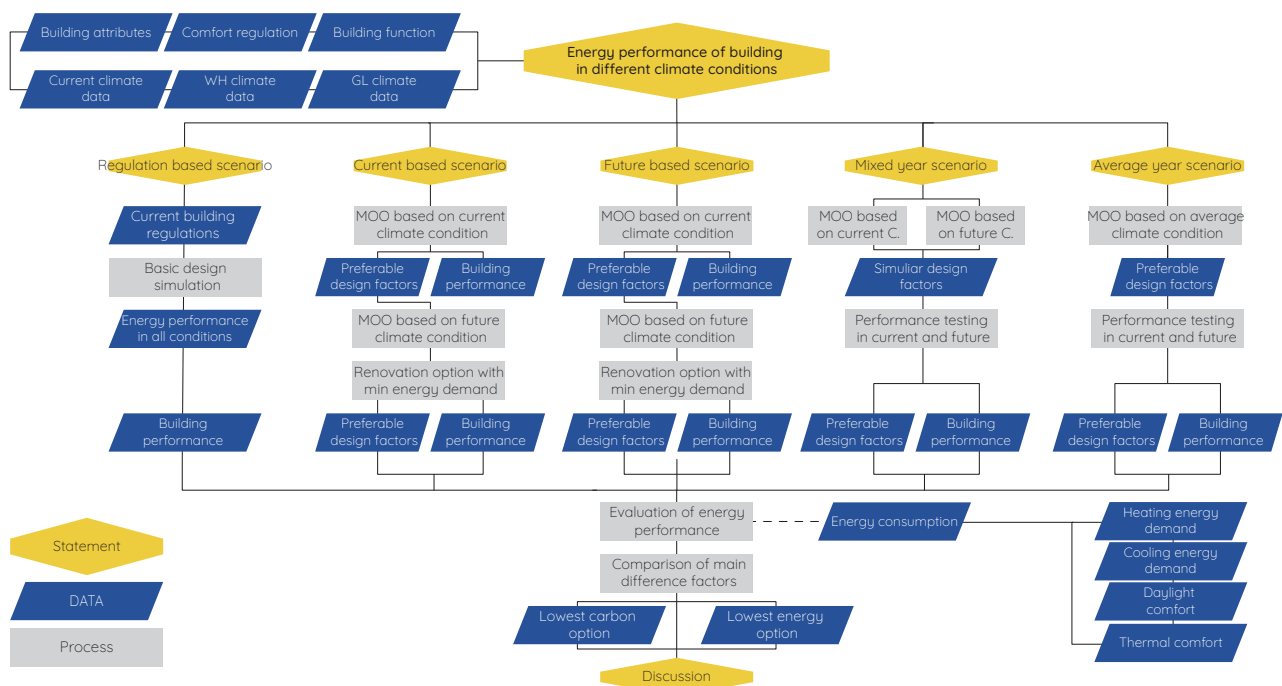 Building attributes
Comfort regulation
Building function
Energy performance of building
in different climate conditions
Current climate
data
WH climate
data
GL climate
data
Regulation based scenario
Current based scenario
Future based scenario
Mixed year scenario
Average year scenario
Current building
regulations
MOO based on current
climate condition
MOO based on current
climate condition
MOO based
on current C.
MOO based
on future C.
MOO based on average
climate condition
Basic design
simulation
Preferable
design factors
Building
performance
Preferable
design factors
Building
performance
Simuliar design
factors
Preferable
design factors
Energy performance
in all conditions
MOO based on future
climate condition
MOO based on future
climate condition
Performance testing
in current and future
Performance testing
in current and future
Renovation option with
min energy demand
Renovation option with
min energy demand
Building
performance
Preferable
design factors
Building
performance
Preferable
design factors
Building
performance
Preferable
design factors
Building
performance
Preferable
design factors
Building
performance
Evaluation of energy
performance
Energy consumption
Heating energy
demand
Cooling energy
demand
Daylight
comfort
Thermal comfort
Comparison of main
difference factors
Lowest carbon
option
Lowest energy
option
Discussion
Statement
DATA
Process